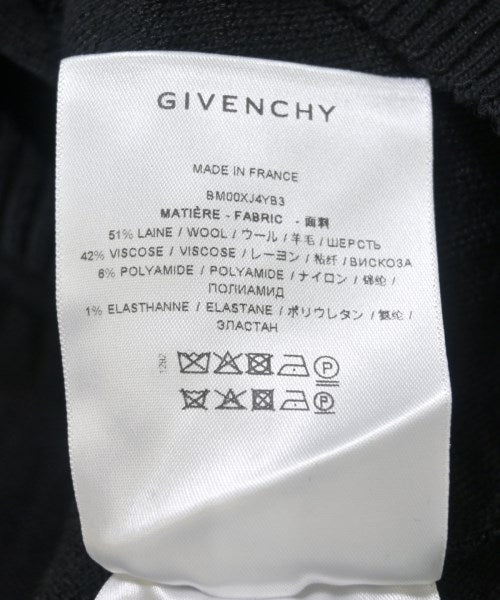 GIVENCHY
MADE IN FRANCE
BM00XJ4YB3
MATIÈRE - FABRIC - 面料
51% LAINE / WOOL / ウール / 羊毛 / ШЕРСТЬ
42% VISCOSE / VISCOSE / レーヨン / 粘纤 / ВИСКОЗА
6% POLYAMIDE / POLYAMIDE / ナイロン / 锦纶 /
ПОЛИАМИД
1% ELASTHANNE / ELASTANE / ポリウレタン / 氨纶 /
ЭЛАСТАН
P
P